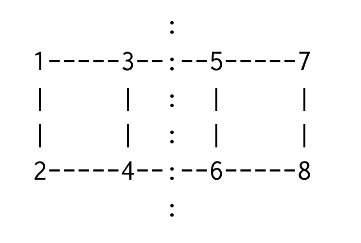 :
1-----3--:--5-----7
|     |  :  |     |
|     |  :  |     |
2-----4--:--6-----8
              :